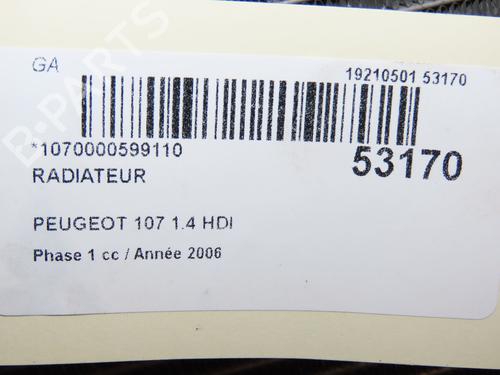 GA
19210501 53170
*1070000599110
53170
RADIATEUR
PEUGEOT 107 1.4 HDI
Phase 1 cc / Année 2006
B-PARTS